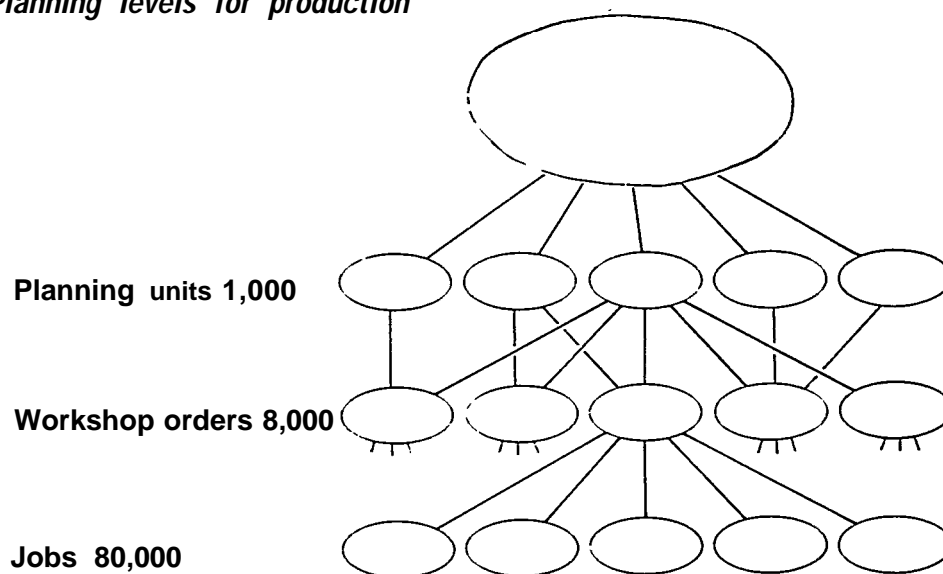 Planning levels for production
Planning units 1,000
Workshop orders 8,000
Jobs 80,000